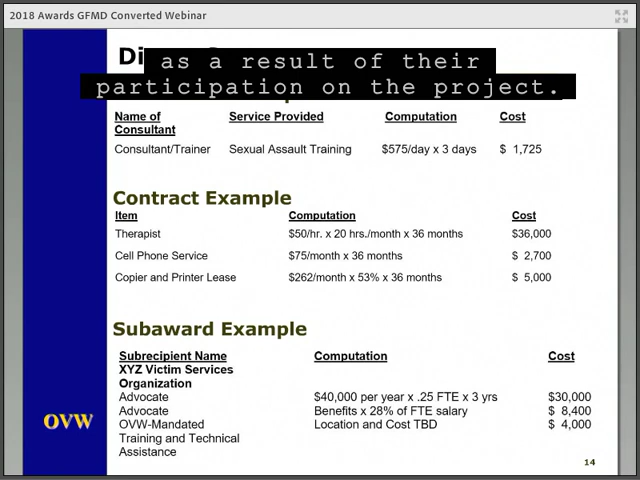 2018 Awards GFMD Converted Webinar
as a result of their
participation on the project.
Name of Consultant Service Provided Computation Cost
Consultant/Trainer Sexual Assault Training $575/day x 3 days $ 1,725
Contract Example
Item Computation Cost
Therapist $50/hr. x 20 hrs./month x 36 months $36,000
Cell Phone Service $75/month x 36 months $ 2,700
Copier and Printer Lease $262/month x 53% x 36 months $ 5,000
Subaward Example
Subrecipient Name Computation Cost
XYZ Victim Services
Organization
Advocate $40,000 per year x .25 FTE x 3 yrs $30,000
Advocate Benefits x 28% of FTE salary $ 8,400
OVW-Mandated Location and Cost TBD $ 4,000
Training and Technical
Assistance
OVW
14